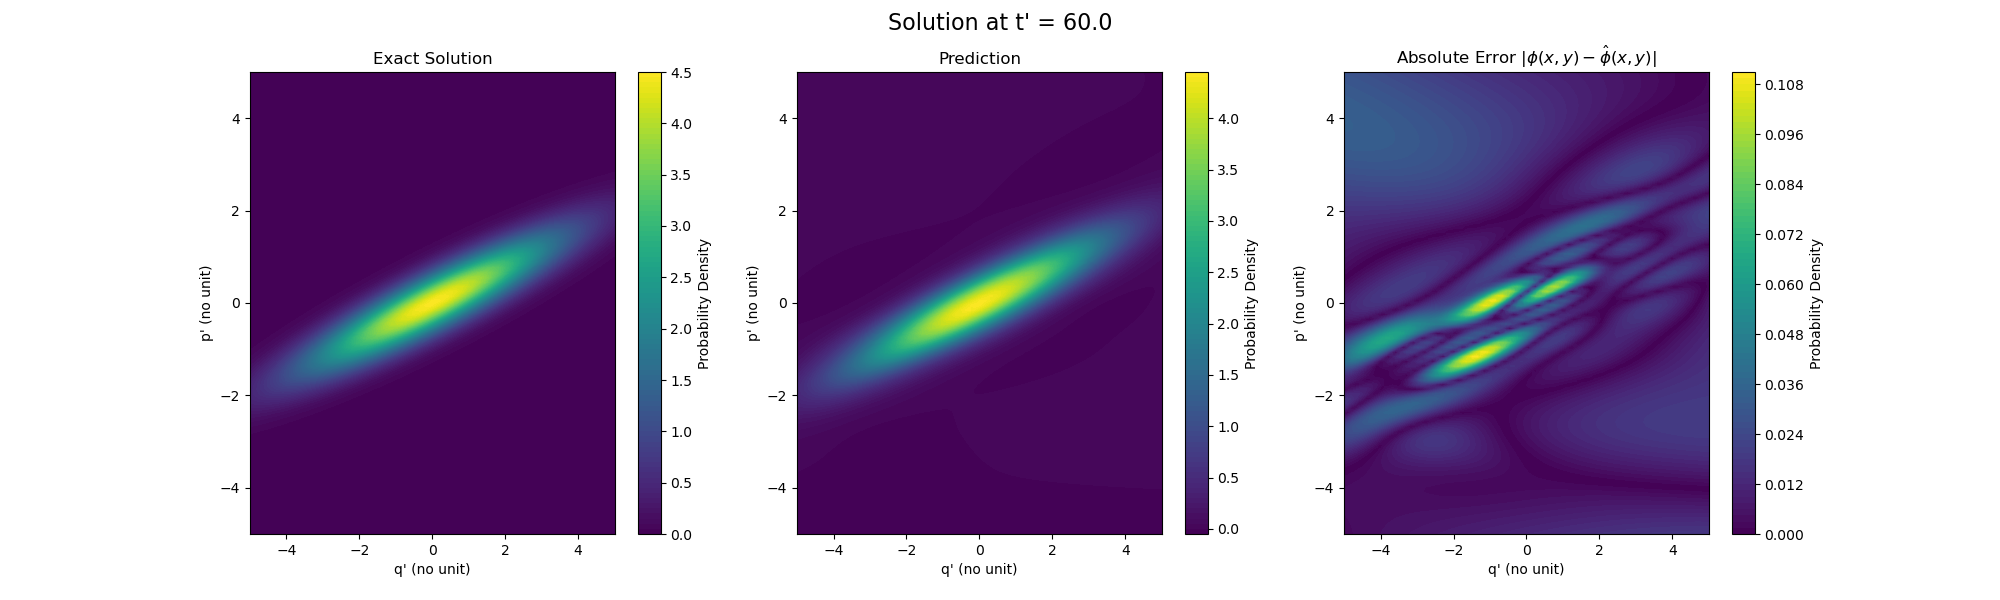 Solution at t' = 60.0
Exact Solution
4
2
0
−2
−4
−4 −2 0 2 4
p' (no unit)
q' (no unit)
4.5
4.0
3.5
3.0
2.5
2.0
1.5
1.0
0.5
0.0
Probability Density
Prediction
4
2
0
−2
−4
−4 −2 0 2 4
p' (no unit)
q' (no unit)
4.0
3.5
3.0
2.5
2.0
1.5
1.0
0.5
0.0
Probability Density
Absolute Error |ϕ(x, y) − ϕ̂(x, y)|
4
2
0
−2
−4
−4 −2 0 2 4
p' (no unit)
q' (no unit)
0.108
0.096
0.084
0.072
0.060
0.048
0.036
0.024
0.012
0.000
Probability Density